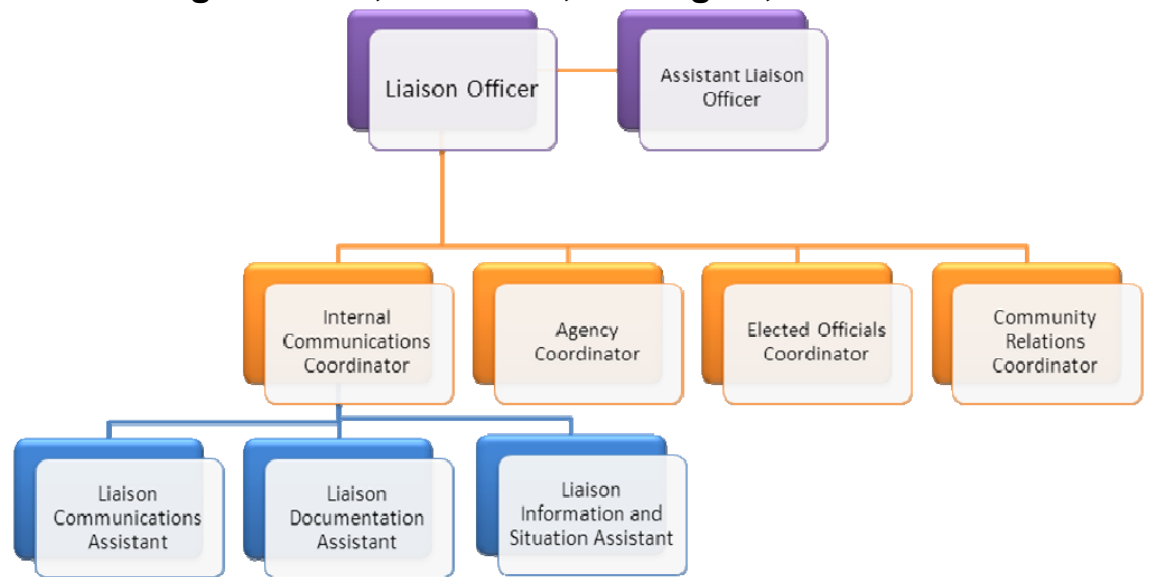 Liaison Officer
Assistant Liaison
Officer
Internal
Communications
Coordinator
Agency
Coordinator
Elected Officials
Coordinator
Community
Relations
Coordinator
Liaison
Communications
Assistant
Liaison
Documentation
Assistant
Liaison
Information and
Situation Assistant